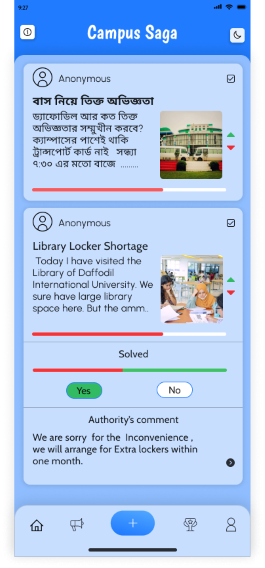 9:27
Campus Saga
Anonymous
বাস নিয়ে তিক্ত অভিজ্ঞতা
ড্যাফোডিল আর কত তিক্ত
অভিজ্ঞতার সম্মুখীন করবে?
ক্যাম্পাসের পাশেই থাকি
ট্রান্সপোর্ট কার্ড নাই সন্ধ্যা
৭:৩০ এর মতো বাজে ………
Anonymous
Library Locker Shortage
Today I have visited the
Library of Daffodil
International University. We
sure have large library
space here. But the amm..
Solved
Yes
No
Authority's comment
We are sorry for the Inconvenience ,
we will arrange for Extra lockers within
one month.